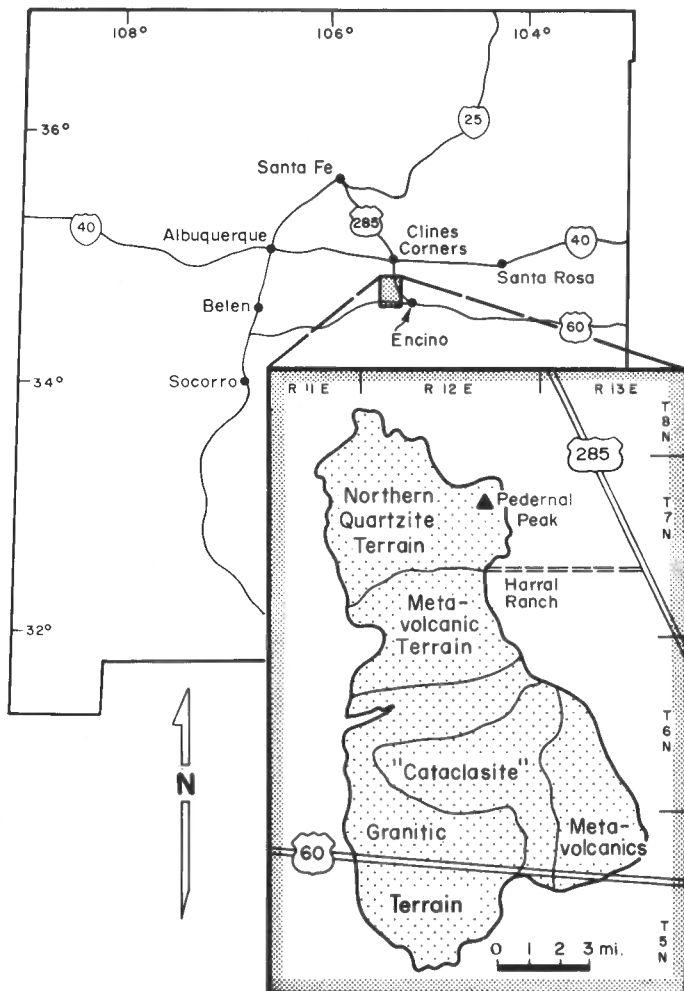 108°
106°
104°
36°
25
Santa Fe
285
40
Albuquerque
Clines
Corners
40
Santa Rosa
Belen
Encino
60
34°
Socorro
R 11 E
R 12 E
R 13 E
T
8
N
285
Northern
Quartzite
Terrain
Pedernal
Peak
T
7
N
Harral
Ranch
Meta-
volcanic
Terrain
32°
T
6
N
N
"Cataclasite"
Granitic
Meta-
volcanics
60
Terrain
T
5
N
0 1 2 3 mi.